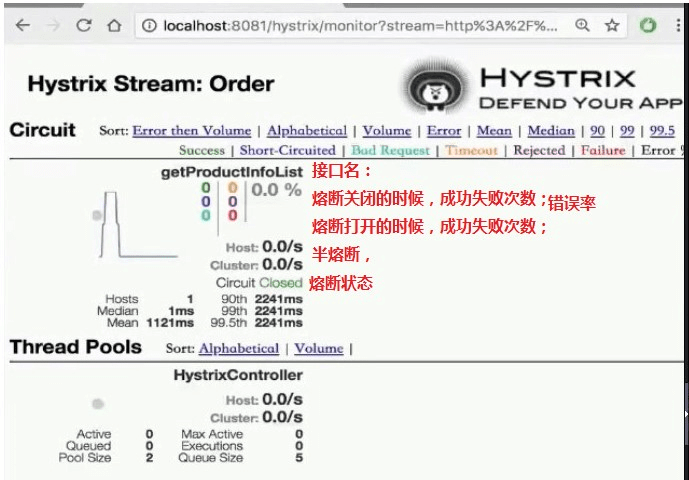 localhost:8081/hystrix/monitor?stream=http%3A%2F%...
Hystrix Stream: Order
HYSTRIX
DEFEND YOUR APP
Circuit Sort: Error then Volume | Alphabetical | Volume | Error | Mean | Median | 90 | 99 | 99.5
Success | Short-Circuited | Bad Request | Timeout | Rejected | Failure | Error %
getProductInfoList 接口名：
0 0 0.0 %
0 0
0 0
熔断关闭的时候，成功失败次数；错误率
熔断打开的时候，成功失败次数；
Host: 0.0/s 半熔断，
Cluster: 0.0/s
Circuit Closed 熔断状态
Hosts 1 90th 2241ms
Median 1ms 99th 2241ms
Mean 1121ms 99.5th 2241ms
Thread Pools Sort: Alphabetical | Volume |
HystrixController
Host: 0.0/s
Cluster: 0.0/s
Active 0 Max Active 0
Queued 0 Executions 0
Pool Size 2 Queue Size 5